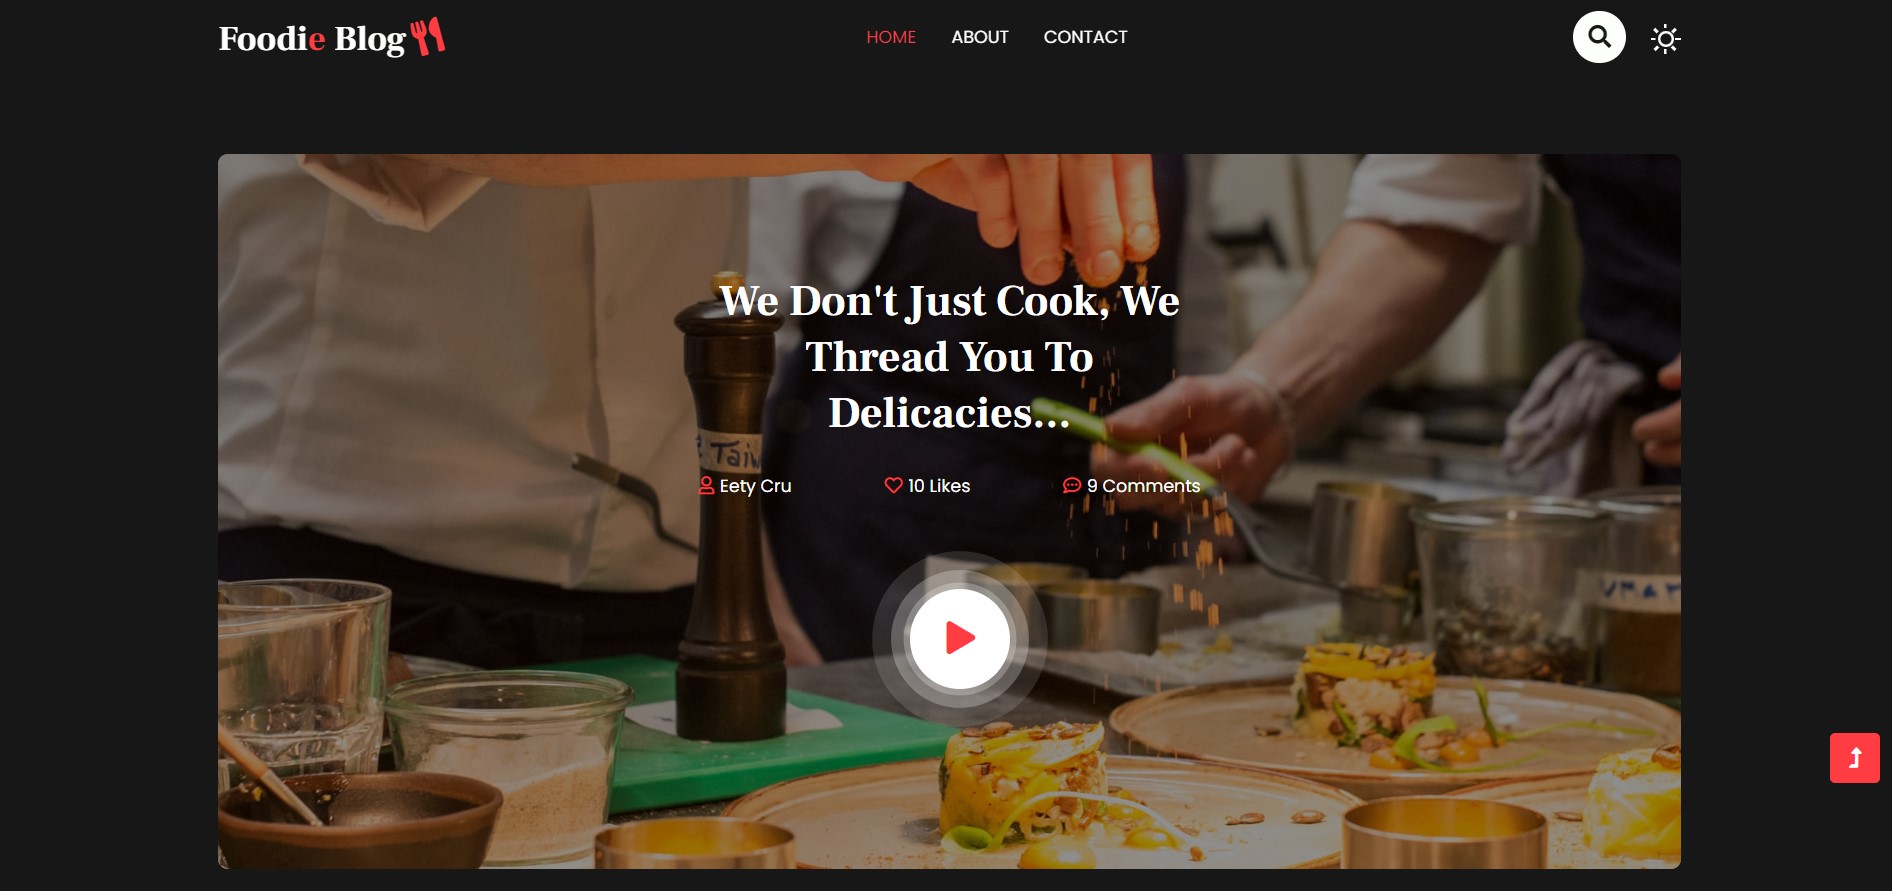 Foodie Blog
HOME ABOUT CONTACT
We Don't Just Cook, We
Thread You To
Delicacies...
Eety Cru 10 Likes 9 Comments